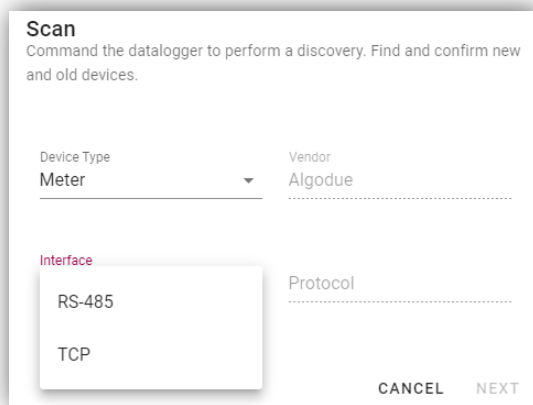 Scan
Command the datalogger to perform a discovery. Find and confirm new
and old devices.
Device Type
Vendor
Meter
Algodue
Interface
Protocol
RS-485
TCP
CANCEL
NEXT